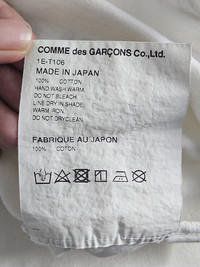 COMME des GARÇONS Co.,Ltd.
1E-T106
MADE IN JAPAN
100% COTTON
HAND WASH WARM.
DO NOT BLEACH.
LINE DRY IN SHADE.
WARM IRON.
DO NOT DRYCLEAN.
FABRIQUE AU JAPON
100% COTON